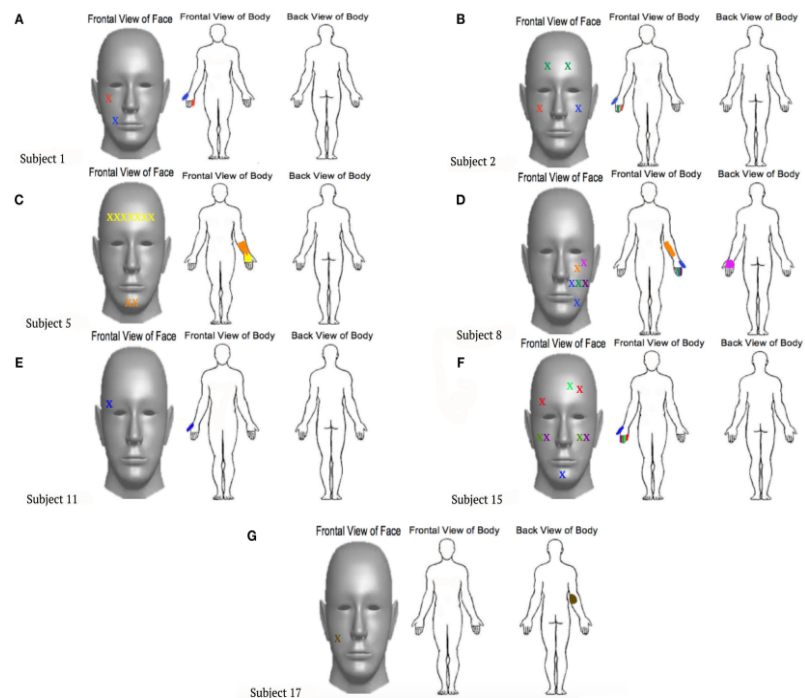 A
Frontal View of Face Frontal View of Body Back View of Body
X
X
Subject 1
B
Frontal View of Face Frontal View of Body Back View of Body
X X
X X
Subject 2
C
Frontal View of Face Frontal View of Body Back View of Body
XXXXXXX
XX
Subject 5
D
Frontal View of Face Frontal View of Body Back View of Body
X
X
XXX
X
Subject 8
E
Frontal View of Face Frontal View of Body Back View of Body
X
Subject 11
F
Frontal View of Face Frontal View of Body Back View of Body
X X
X
XX XX
X
Subject 15
G
Frontal View of Face Frontal View of Body Back View of Body
X
Subject 17